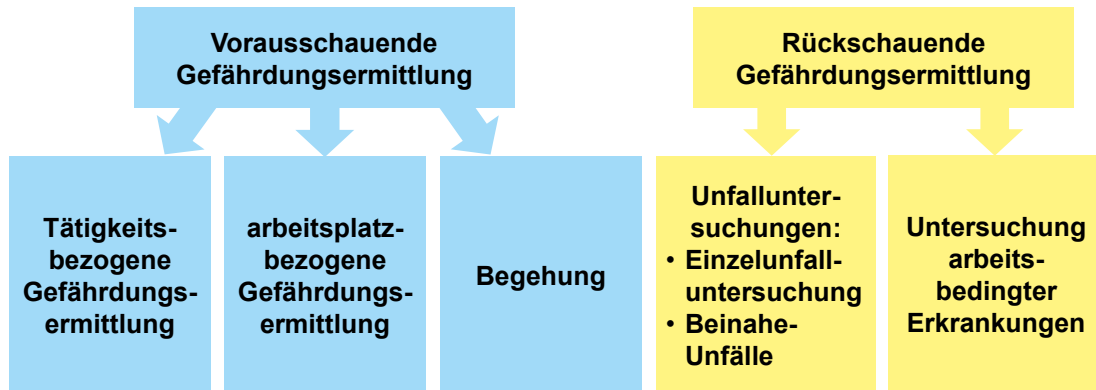 Vorausschauende
Gefährdungsermittlung
Rückschauende
Gefährdungsermittlung
Tätigkeits-
bezogene
Gefährdungs-
ermittlung
arbeitsplatz-
bezogene
Gefährdungs-
ermittlung
Begehung
Unfallunter-
suchungen:
• Einzelunfall-
untersuchung
• Beinahe-
Unfälle
Untersuchung
arbeits-
bedingter
Erkrankungen